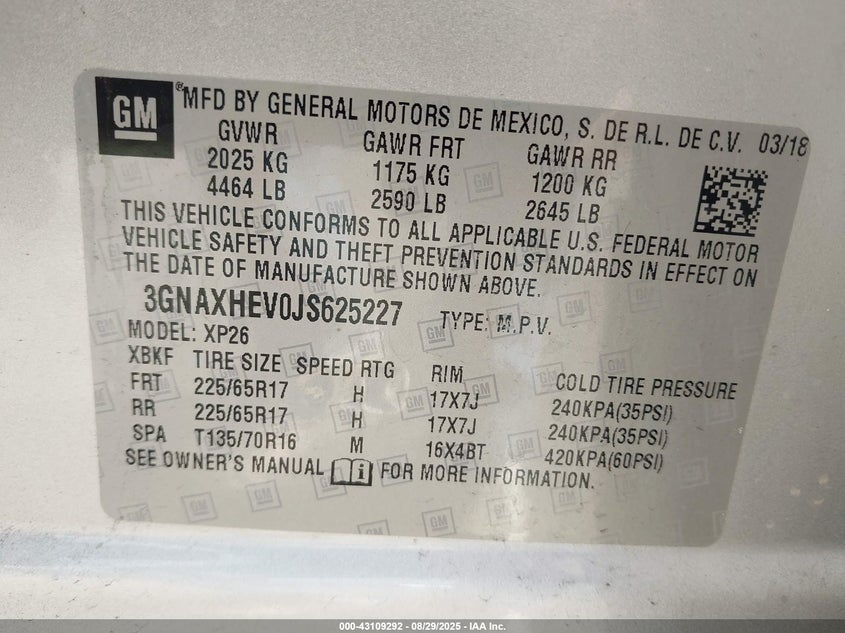 GM
® MFD BY GENERAL MOTORS DE MEXICO, S. DE R.L. DE C.V. 03/18
GVWR GAWR FRT GAWR RR
2025 KG 1175 KG 1200 KG
4464 LB 2590 LB 2645 LB
THIS VEHICLE CONFORMS TO ALL APPLICABLE U.S. FEDERAL MOTOR
VEHICLE SAFETY AND THEFT PREVENTION STANDARDS IN EFFECT ON
THE DATE OF MANUFACTURE SHOWN ABOVE.
3GNAXHEV0JS625227 TYPE: M.P.V.
MODEL: XP26
XBKF TIRE SIZE SPEED RTG RIM COLD TIRE PRESSURE
FRT 225/65R17 H 17X7J 240KPA(35PSI)
RR 225/65R17 H 17X7J 240KPA(35PSI)
SPA T135/70R16 M 16X4BT 420KPA(60PSI)
SEE OWNER'S MANUAL FOR MORE INFORMATION.
000-43109292 - 08/29/2025 - IAA Inc.